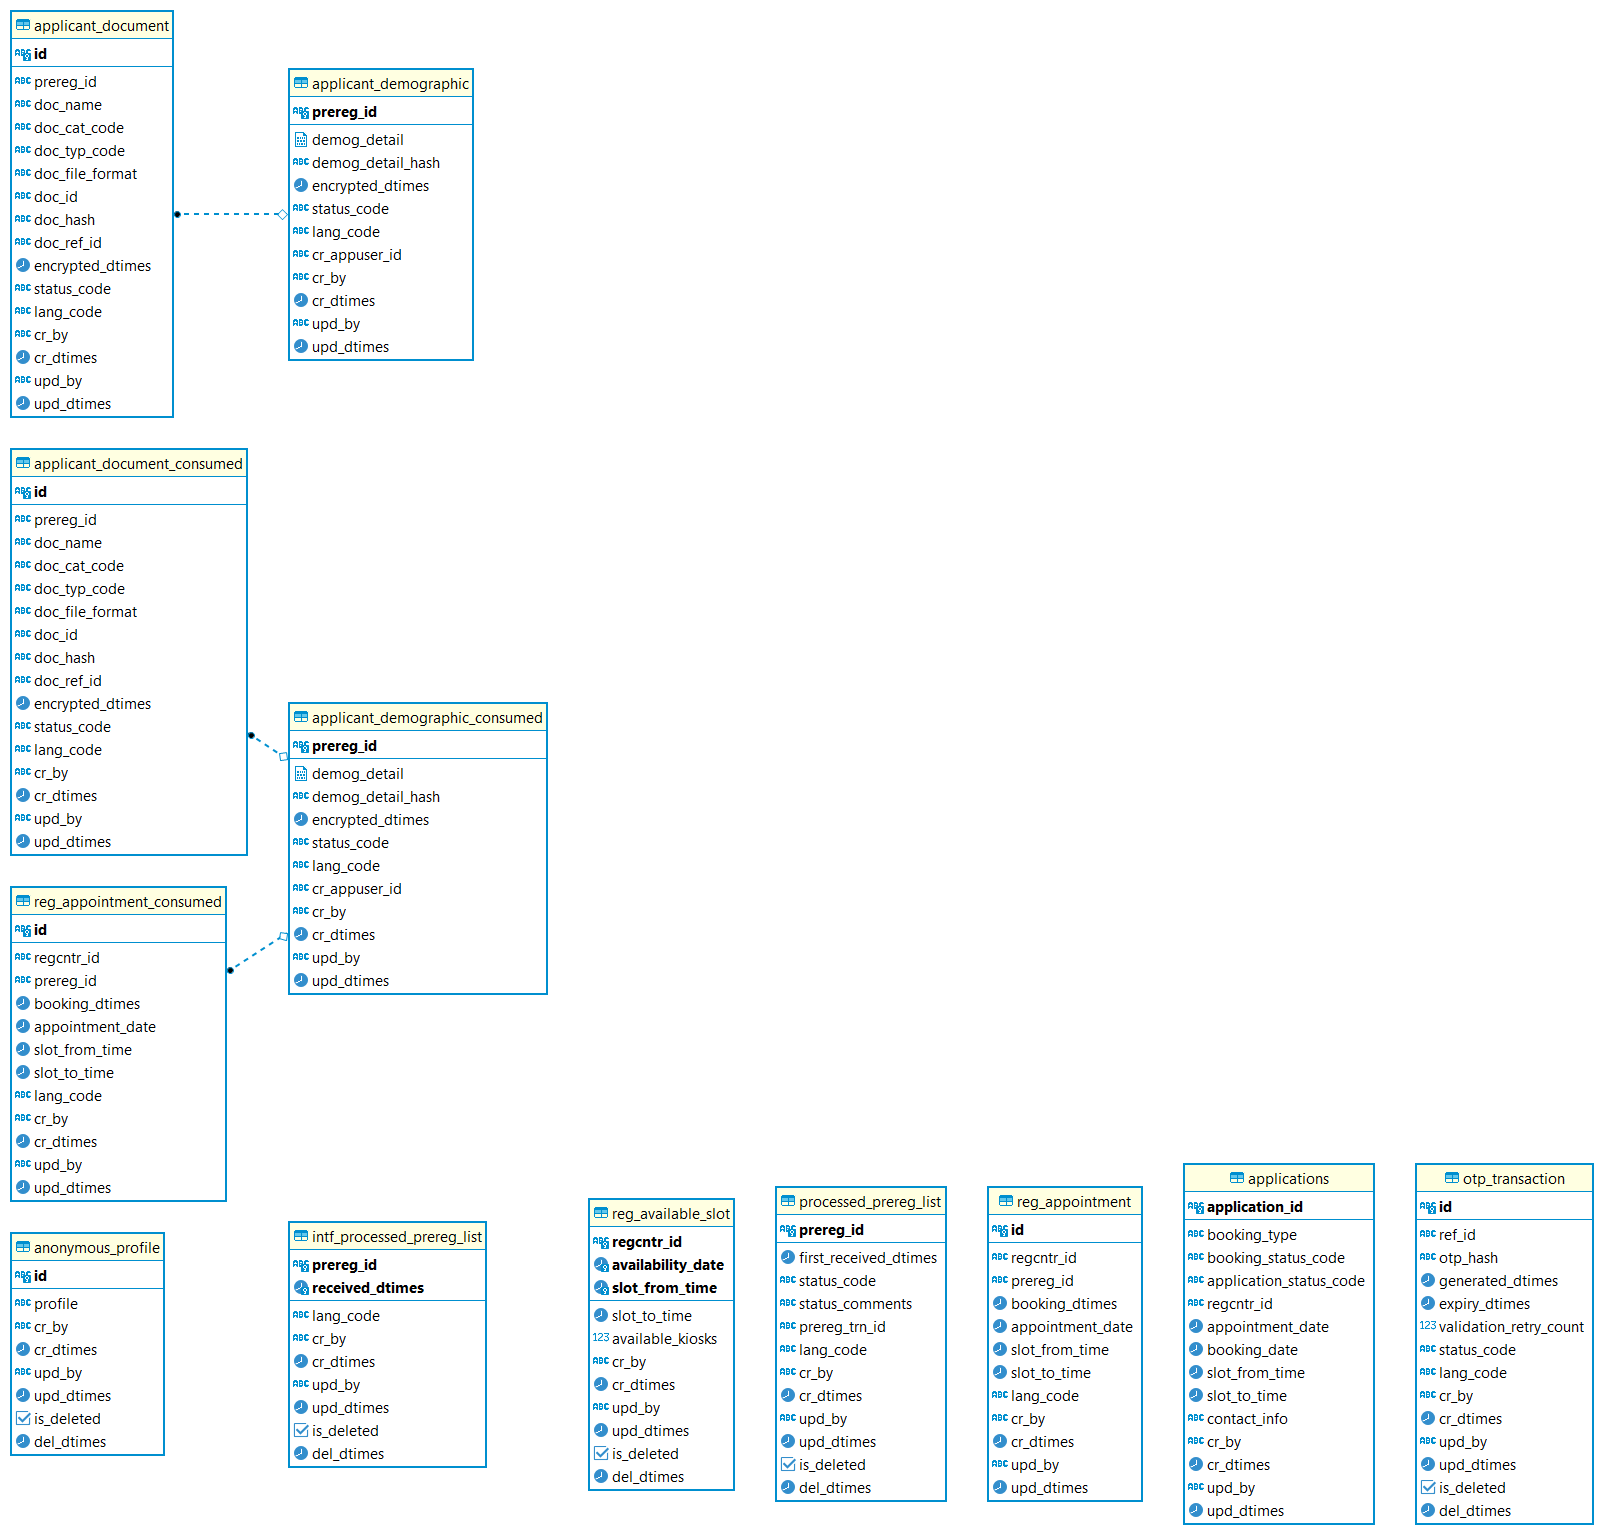 applicant_document
id
prereg_id
doc_name
doc_cat_code
doc_typ_code
doc_file_format
doc_id
doc_hash
doc_ref_id
encrypted_dtimes
status_code
lang_code
cr_by
cr_dtimes
upd_by
upd_dtimes
applicant_demographic
prereg_id
demog_detail
demog_detail_hash
encrypted_dtimes
status_code
lang_code
cr_appuser_id
cr_by
cr_dtimes
upd_by
upd_dtimes
applicant_document_consumed
id
prereg_id
doc_name
doc_cat_code
doc_typ_code
doc_file_format
doc_id
doc_hash
doc_ref_id
encrypted_dtimes
status_code
lang_code
cr_by
cr_dtimes
upd_by
upd_dtimes
applicant_demographic_consumed
prereg_id
demog_detail
demog_detail_hash
encrypted_dtimes
status_code
lang_code
cr_appuser_id
cr_by
cr_dtimes
upd_by
upd_dtimes
reg_appointment_consumed
id
regcntr_id
prereg_id
booking_dtimes
appointment_date
slot_from_time
slot_to_time
lang_code
cr_by
cr_dtimes
upd_by
upd_dtimes
anonymous_profile
id
profile
cr_by
cr_dtimes
upd_by
upd_dtimes
is_deleted
del_dtimes
intf_processed_prereg_list
prereg_id
received_dtimes
lang_code
cr_by
cr_dtimes
upd_by
upd_dtimes
is_deleted
del_dtimes
reg_available_slot
regcntr_id
availability_date
slot_from_time
slot_to_time
123 available_kiosks
cr_by
cr_dtimes
upd_by
upd_dtimes
is_deleted
del_dtimes
processed_prereg_list
prereg_id
first_received_dtimes
status_code
status_comments
prereg_trn_id
lang_code
cr_by
cr_dtimes
upd_by
upd_dtimes
is_deleted
del_dtimes
reg_appointment
id
regcntr_id
prereg_id
booking_dtimes
appointment_date
slot_from_time
slot_to_time
lang_code
cr_by
cr_dtimes
upd_by
upd_dtimes
applications
application_id
booking_type
booking_status_code
application_status_code
regcntr_id
appointment_date
booking_date
slot_from_time
slot_to_time
contact_info
cr_by
cr_dtimes
upd_by
upd_dtimes
otp_transaction
id
ref_id
otp_hash
generated_dtimes
expiry_dtimes
123 validation_retry_count
status_code
lang_code
cr_by
cr_dtimes
upd_by
upd_dtimes
is_deleted
del_dtimes